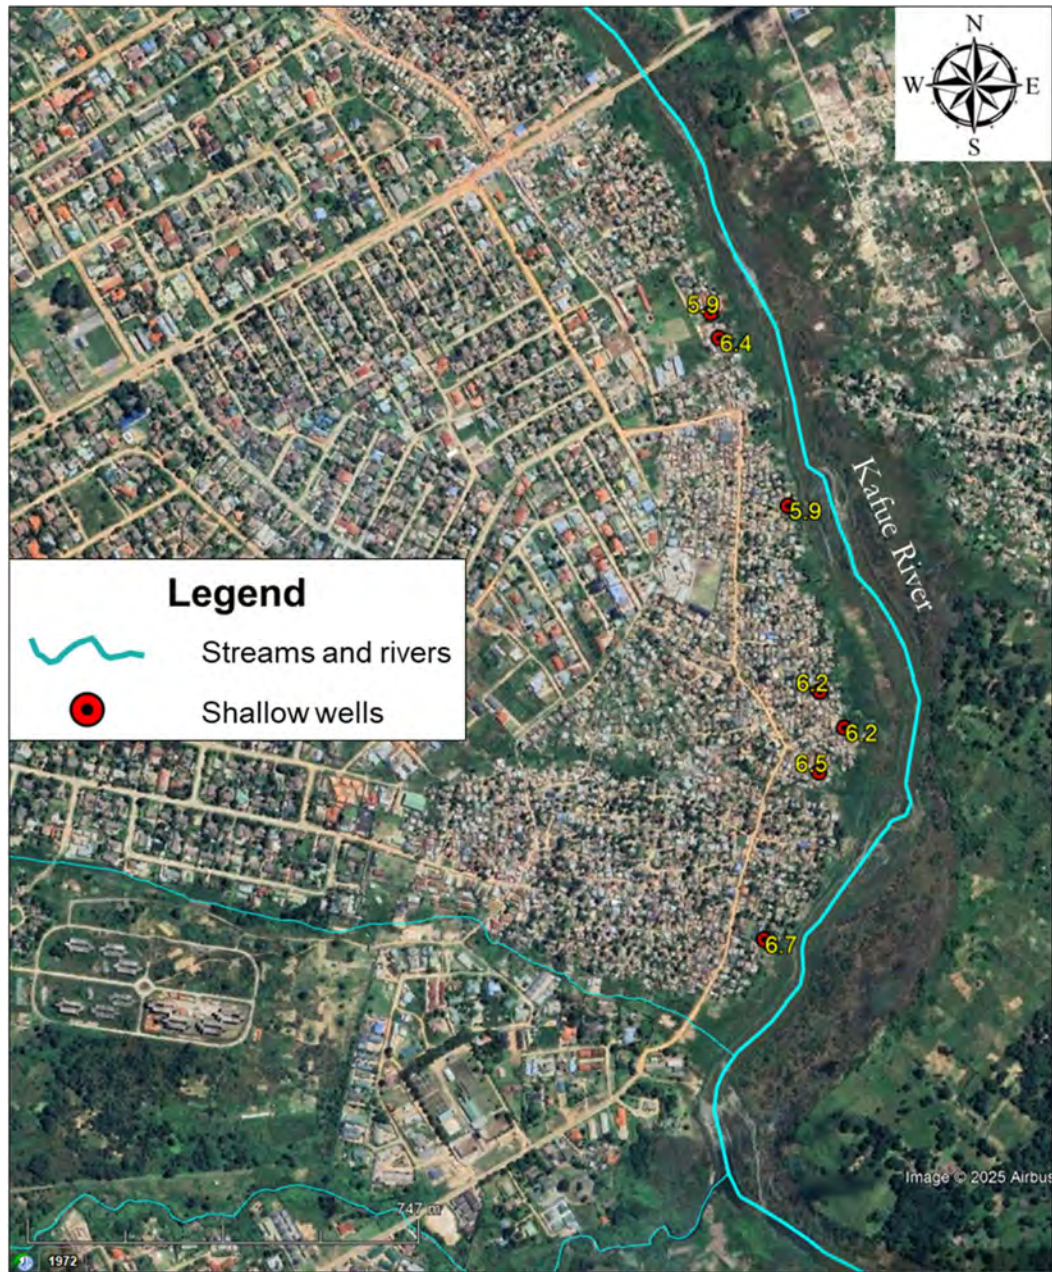 N
W E
S
5.9
6.4
Kafue River
5.9
Legend
Streams and rivers
Shallow wells
6.2
6.2
6.5
6.7
Image © 2025 Airbus
747 m
1972